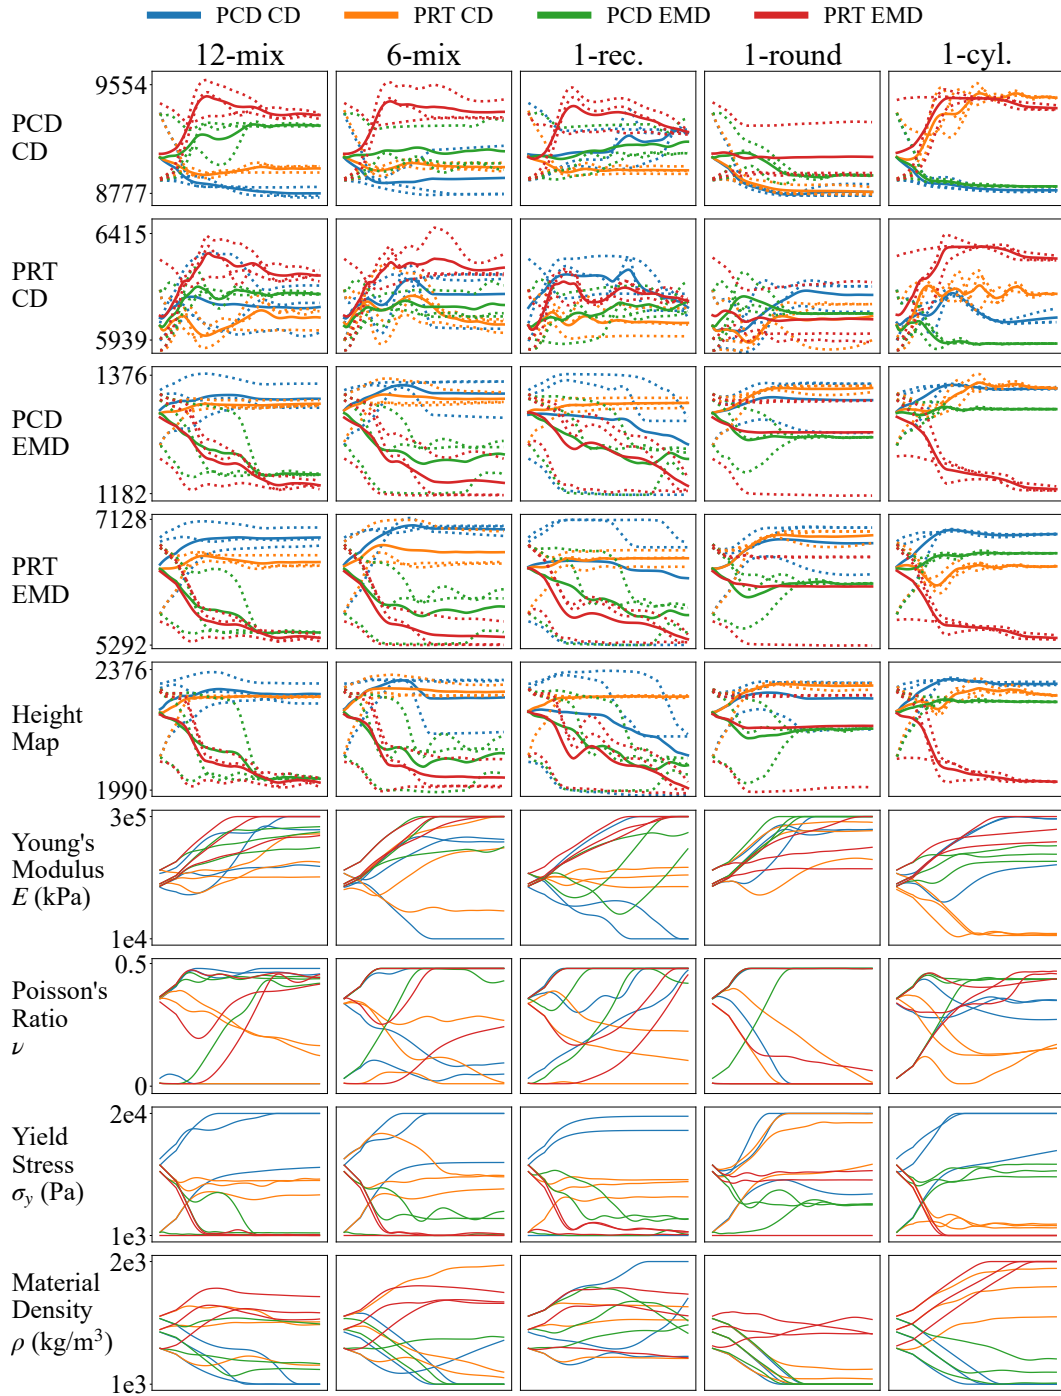 PCD CD PRT CD PCD EMD PRT EMD
12-mix 6-mix 1-rec. 1-round 1-cyl.
PCD
CD
9554
8777
PRT
CD
6415
5939
PCD
EMD
1376
1182
PRT
EMD
7128
5292
Height
Map
2376
1990
Young's
Modulus
E (kPa)
3e5
1e4
Poisson's
Ratio
ν
0.5
0
Yield
Stress
σy (Pa)
2e4
1e3
Material
Density
ρ (kg/m³)
2e3
1e3